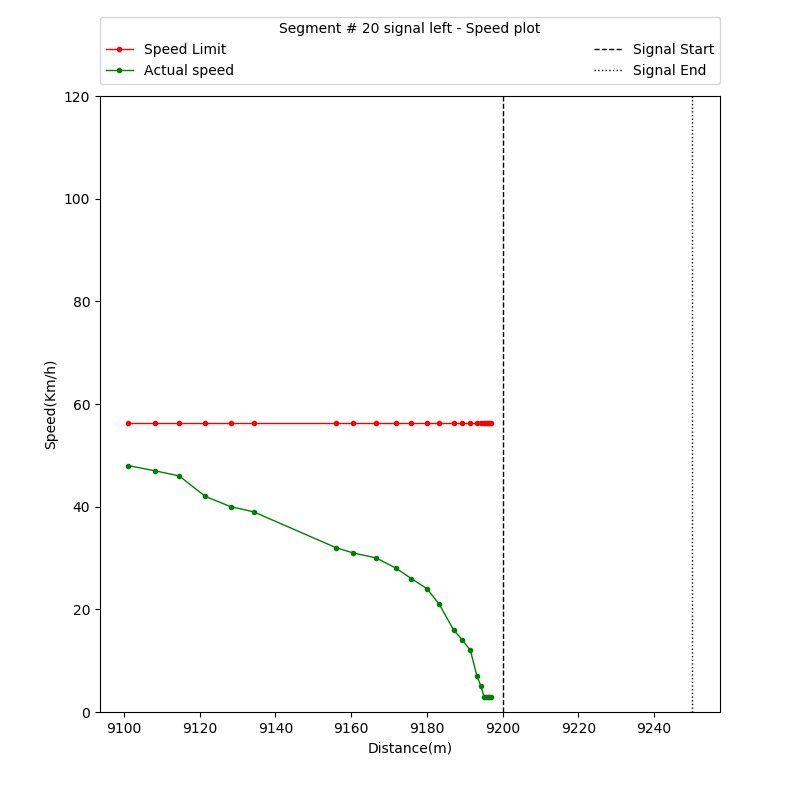 Segment # 20 signal left - Speed plot
Speed Limit
Actual speed
Signal Start
Signal End
120
100
80
60
40
20
0
Speed(Km/h)
9100 9120 9140 9160 9180 9200 9220 9240
Distance(m)